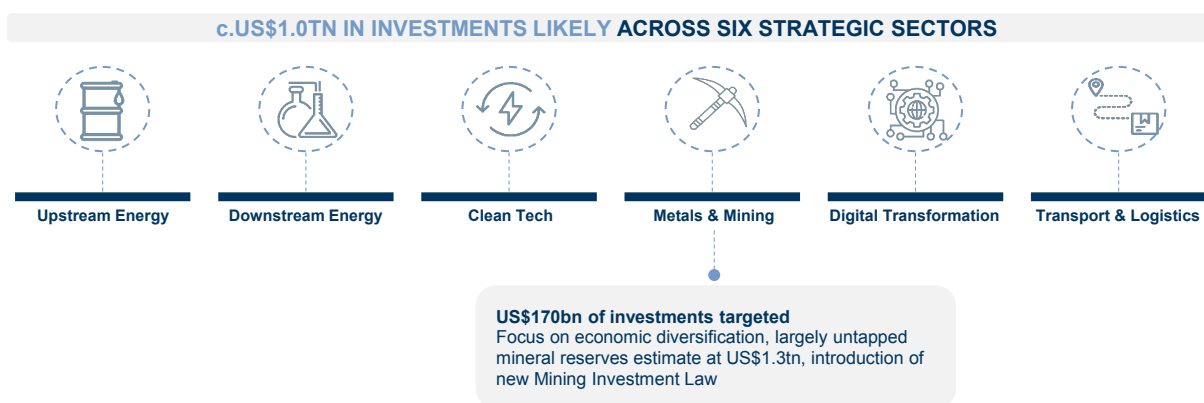 c.US$1.0TN IN INVESTMENTS LIKELY ACROSS SIX STRATEGIC SECTORS
Upstream Energy
Downstream Energy
Clean Tech
Metals & Mining
Digital Transformation
Transport & Logistics
US$170bn of investments targeted
Focus on economic diversification, largely untapped
mineral reserves estimate at US$1.3tn, introduction of
new Mining Investment Law